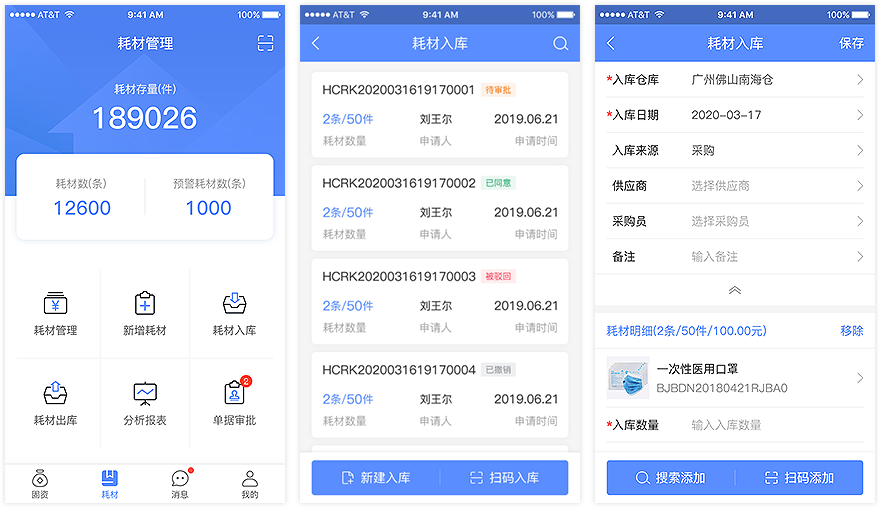 AT&T 9:41 AM 100%
耗材管理
耗材存量(件)
189026
耗材数(条) 预警耗材数(条)
12600 1000
耗材管理 新增耗材 耗材入库
2
耗材出库 分析报表 单据审批
固资 耗材 消息 我的
AT&T 9:41 AM 100%
耗材入库
HCRK2020031619170001 待审批
2条/50件 刘王尔 2019.06.21
耗材数量 申请人 申请时间
HCRK2020031619170002 已同意
2条/50件 刘王尔 2019.06.21
耗材数量 申请人 申请时间
HCRK2020031619170003 被驳回
2条/50件 刘王尔 2019.06.21
耗材数量 申请人 申请时间
HCRK2020031619170004 已撤销
2条/50件 刘王尔 2019.06.21
耗材数量 申请人 申请时间
新建入库 扫码入库
AT&T 9:41 AM 100%
耗材入库 保存
*入库仓库 广州佛山南海仓
*入库日期 2020-03-17
入库来源 采购
供应商 选择供应商
采购员 选择采购员
备注 输入备注
耗材明细(2条/50件/100.00元) 移除
一次性医用口罩
BJBDN20180421RJBA0
*入库数量 输入入库数量
搜索添加 扫码添加